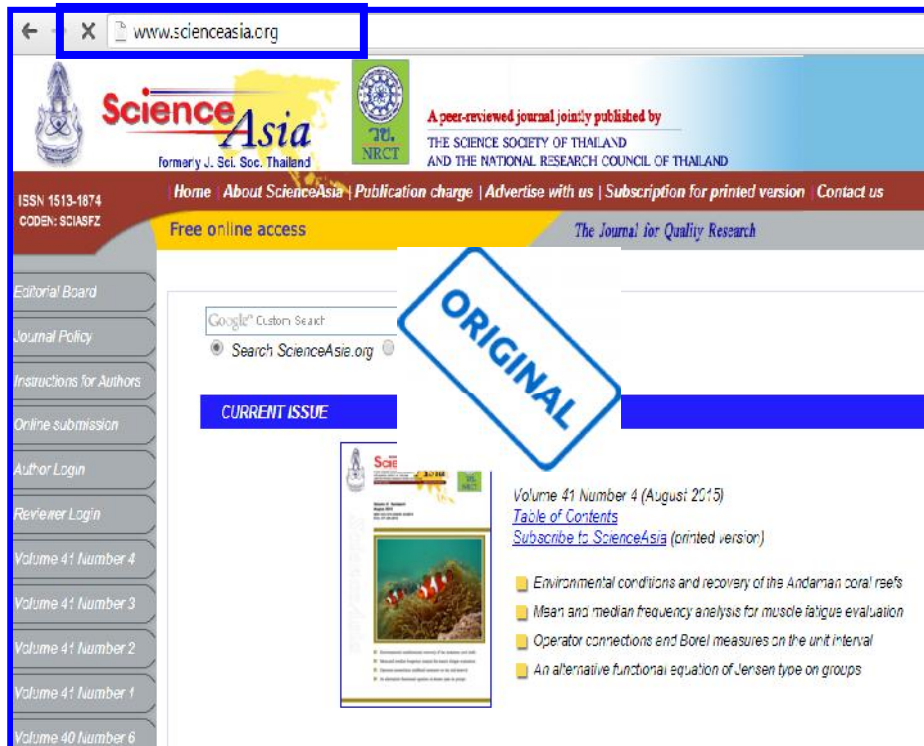 www.scienceasia.org
Science Asia
formerly J. Sci. Soc. Thailand
วช.
NRCT
A peer-reviewed journal jointly published by
THE SCIENCE SOCIETY OF THAILAND
AND THE NATIONAL RESEARCH COUNCIL OF THAILAND
ISSN 1513-1874
CODEN: SCIASFZ
Home | About ScienceAsia | Publication charge | Advertise with us | Subscription for printed version | Contact us
Free online access
The Journal for Quality Research
ORIGINAL
Editorial Board
Journal Policy
Instructions for Authors
Online submission
Author Login
Reviewer Login
Volume 41 Number 4
Volume 41 Number 3
Volume 41 Number 2
Volume 41 Number 1
Volume 40 Number 6
Google™ Custom Search
Search ScienceAsia.org
CURRENT ISSUE
Volume 41 Number 4 (August 2015)
Table of Contents
Subscribe to ScienceAsia (printed version)
Environmental conditions and recovery of the Andaman coral reefs
Mean and median frequency analysis for muscle fatigue evaluation
Operator connections and Borel measures on the unit interval
An alternative functional equation of Jensen type on groups